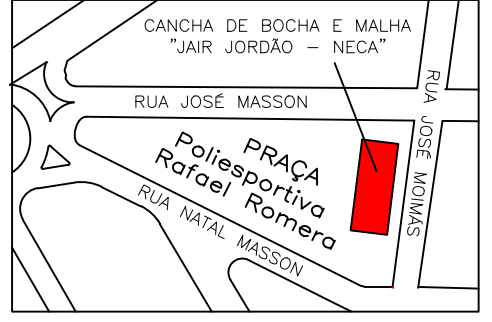 CANCHA DE BOCHA E MALHA
"JAIR JORDÃO – NECA"
RUA JOSÉ MASSON
RUA JOSÉ MOIMÁS
PRAÇA
Poliesportiva
Rafael Romera
RUA NATAL MASSON